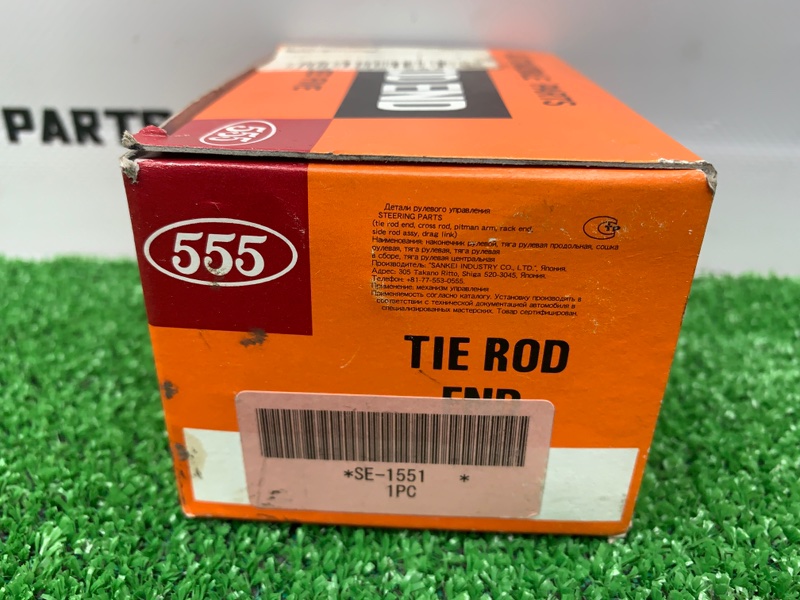 PARTS
PARTS
555
555
Детали рулевого управления
STEERING PARTS
(tie rod end, cross rod, pitman arm, rack end,
side rod assy, drag link)
Наименования: наконечник рулевой, тяга рулевая продольная, сошка
рулевая, тяга рулевая, тяга рулевая
в сборе, тяга рулевая центральная
Производитель: "SANKEI INDUSTRY CO., LTD.", Япония.
Адрес: 305 Takano Ritto, Shiga 520-3045, Япония.
Телефон: +81-77-553-0555.
Применение: механизм управления
Применяемость согласно каталогу. Установку производить в
соответствии с технической документацией автомобиля в
специализированных мастерских. Товар сертифицирован.
TIE ROD
END
*SE-1551 *
1PC